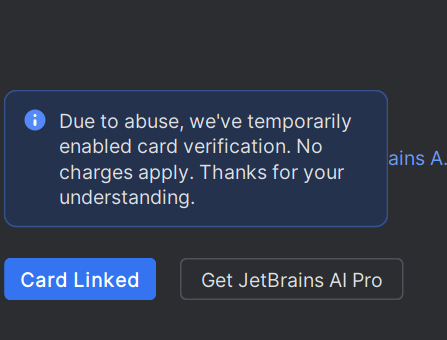 Due to abuse, we've temporarily
enabled card verification. No
charges apply. Thanks for your
understanding.
ains A.
Card Linked
Get JetBrains AI Pro